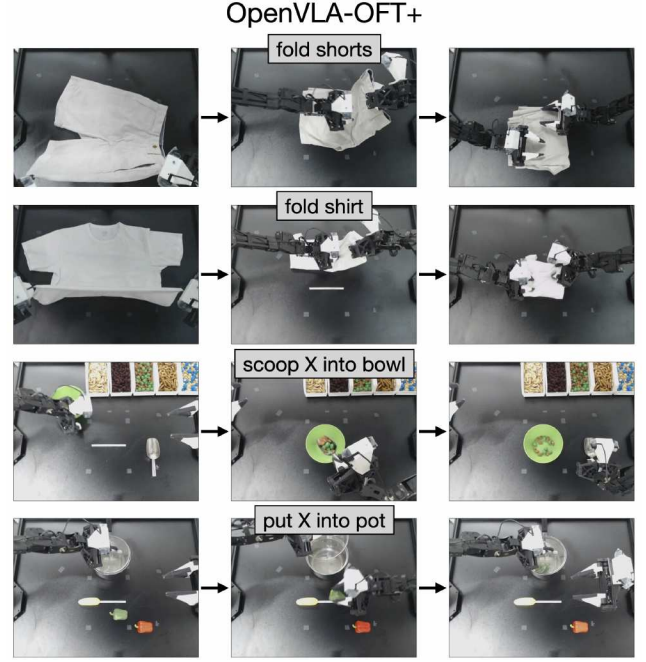 OpenVLA-OFT+
fold shorts
fold shirt
scoop X into bowl
put X into pot